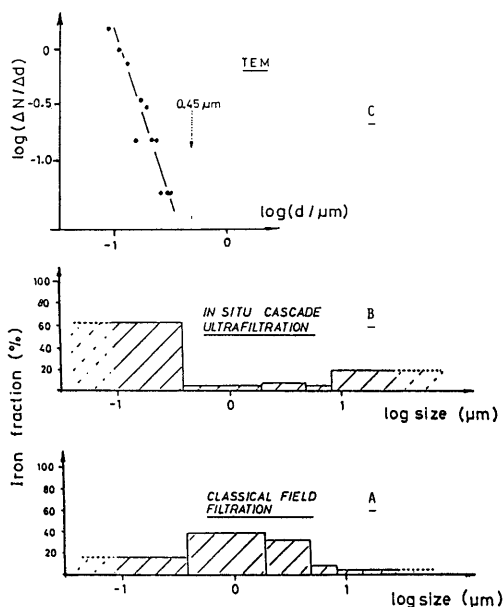 TEM
C
log(ΔN/Δd)
0
-0.5
-1.0
0.45 μm
log(d/μm)
-1
0
IN SITU CASCADE
ULTRAFILTRATION
B
Iron fraction (%)
100
80
60
40
20
-1
0
1
log size (μm)
CLASSICAL FIELD
FILTRATION
A
100
80
60
40
20
-1
0
1
log size (μm)